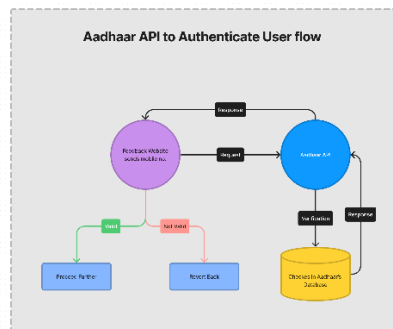 Aadhaar API to Authenticate User flow
Response
Feedback Website
sends mobile no.
Request
Aadhaar API
Valid
Not Valid
Verification
Response
Proceed Further
Revert Back
Checks in Aadhaar's
Database